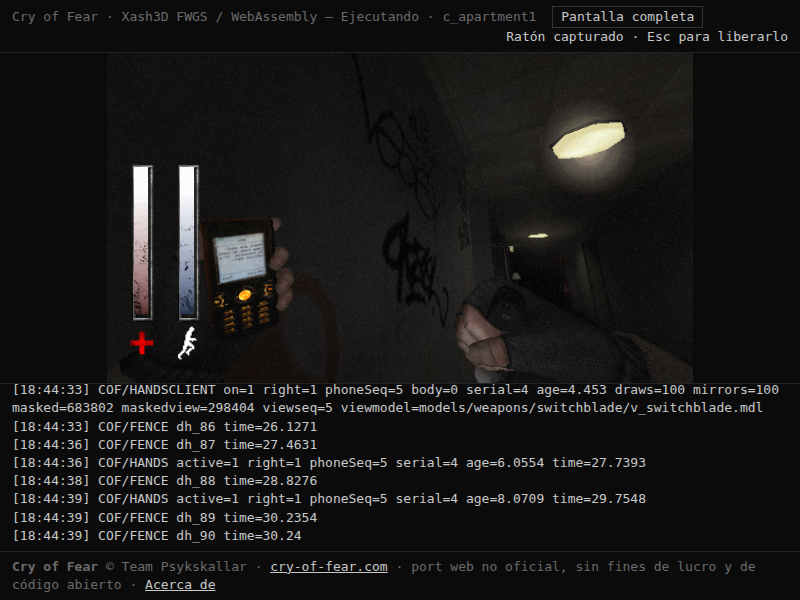 Cry of Fear · Xash3D FWGS / WebAssembly — Ejecutando · c_apartment1
Pantalla completa
Ratón capturado · Esc para liberarlo
[18:44:33] COF/HANDSCLIENT on=1 right=1 phoneSeq=5 body=0 serial=4 age=4.453 draws=100 mirrors=100
masked=683802 maskedview=298404 viewseq=5 viewmodel=models/weapons/switchblade/v_switchblade.mdl
[18:44:33] COF/FENCE dh_86 time=26.1271
[18:44:36] COF/FENCE dh_87 time=27.4631
[18:44:36] COF/HANDS active=1 right=1 phoneSeq=5 serial=4 age=6.0554 time=27.7393
[18:44:38] COF/FENCE dh_88 time=28.8276
[18:44:39] COF/HANDS active=1 right=1 phoneSeq=5 serial=4 age=8.0709 time=29.7548
[18:44:39] COF/FENCE dh_89 time=30.2354
[18:44:39] COF/FENCE dh_90 time=30.24
Cry of Fear © Team Psykskallar · cry-of-fear.com · port web no oficial, sin fines de lucro y de
código abierto · Acerca de